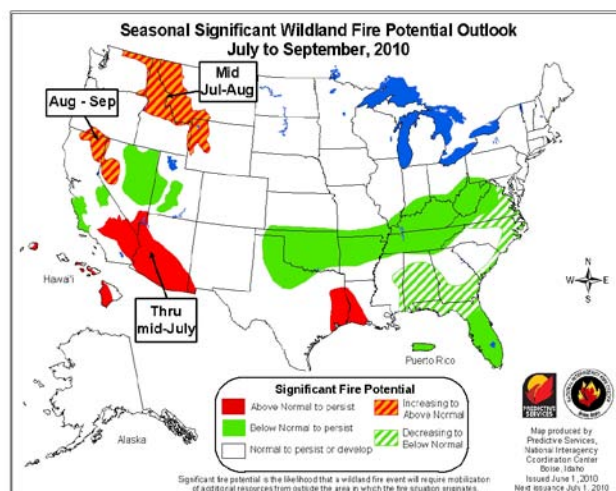 Seasonal Significant Wildland Fire Potential Outlook
July to September, 2010
Mid
Jul-Aug
Aug - Sep
Hawai'i
Thru
mid-July
Alaska
Puerto Rico
N
W E
S
Significant Fire Potential
Above Normal to persist
Increasing to
Above Normal
Below Normal to persist
Decreasing to
Below Normal
Normal to persist or develop
PREDICTIVE
SERVICES
Map produced by
Predictive Services,
National Interagency
Coordination Center
Boise, Idaho
Issued June 1, 2010
Next issuance July 1, 2010
Significant fire potential is the likelihood that a wildland fire event will require mobilization
of additional resources from outside the area in which the fire situation originates.